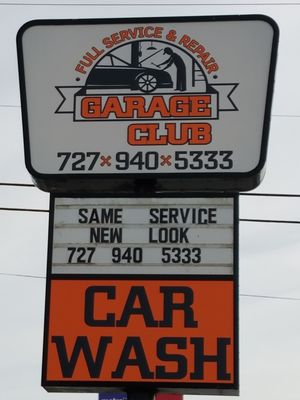 · FULL SERVICE & REPAIR ·
GARAGE
CLUB
727×940×5333
SAME SERVICE
NEW LOOK
727 940 5333
CAR
WASH